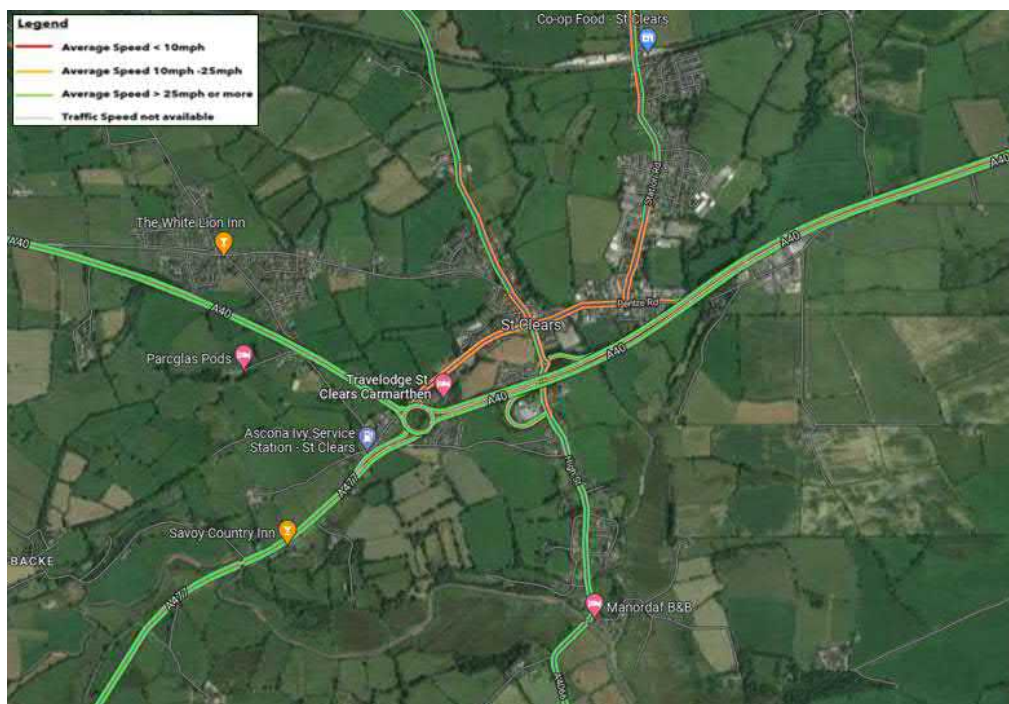 Legend
Average Speed < 10mph
Average Speed 10mph -25mph
Average Speed > 25mph or more
Traffic Speed not available
Co-op Food - St Clears
A40
Station Rd
The White Lion Inn
A40
A40
A40
Pentre Rd
St Clears
A40
Parcglas Pods
Travelodge St
Clears Carmarthen
A40
Ascona Ivy Service
Station - St Clears
A477
High St
Savoy Country Inn
BACKE
A477
Manordaf B&B
A4066